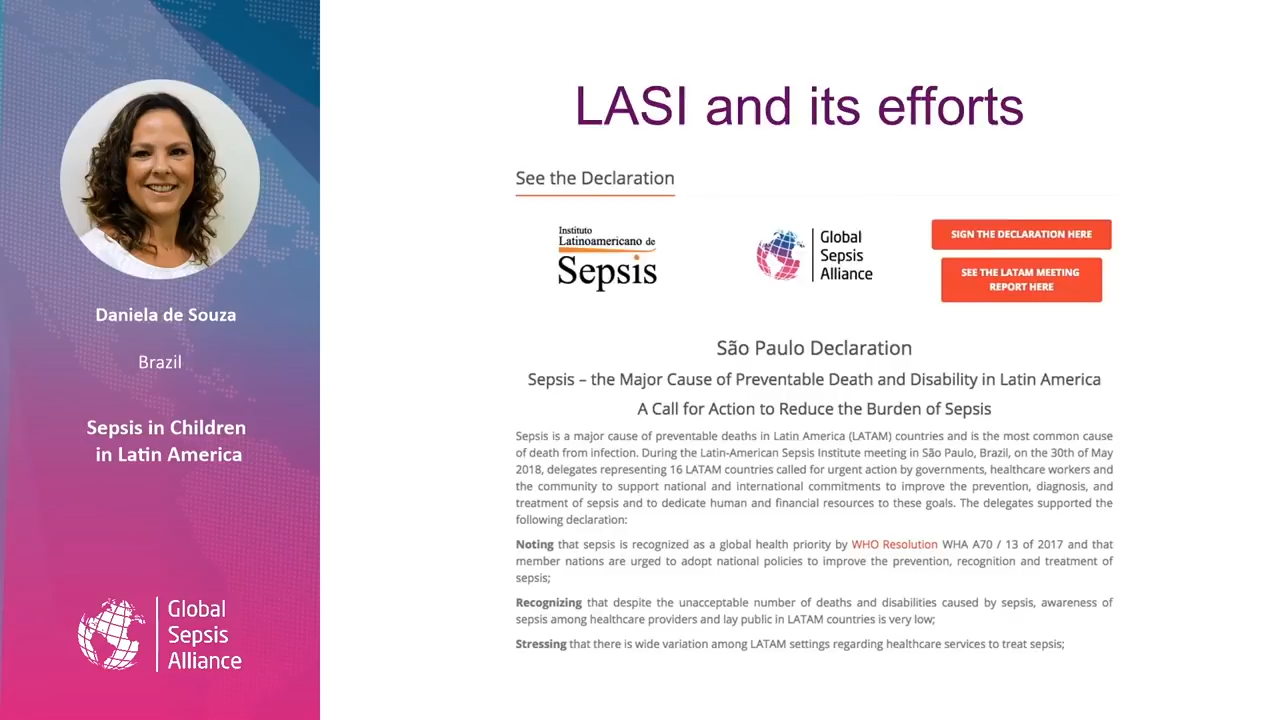 Daniela de Souza
Brazil
Sepsis in Children
in Latin America
Global
Sepsis
Alliance
LASI and its efforts
See the Declaration
Instituto
Latinoamericano de
Sepsis
Global
Sepsis
Alliance
SIGN THE DECLARATION HERE
SEE THE LATAM MEETING
REPORT HERE
São Paulo Declaration
Sepsis – the Major Cause of Preventable Death and Disability in Latin America
A Call for Action to Reduce the Burden of Sepsis
Sepsis is a major cause of preventable deaths in Latin America (LATAM) countries and is the most common cause
of death from infection. During the Latin-American Sepsis Institute meeting in São Paulo, Brazil, on the 30th of May
2018, delegates representing 16 LATAM countries called for urgent action by governments, healthcare workers and
the community to support national and international commitments to improve the prevention, diagnosis, and
treatment of sepsis and to dedicate human and financial resources to these goals. The delegates supported the
following declaration:
Noting that sepsis is recognized as a global health priority by WHO Resolution WHA A70 / 13 of 2017 and that
member nations are urged to adopt national policies to improve the prevention, recognition and treatment of
sepsis;
Recognizing that despite the unacceptable number of deaths and disabilities caused by sepsis, awareness of
sepsis among healthcare providers and lay public in LATAM countries is very low;
Stressing that there is wide variation among LATAM settings regarding healthcare services to treat sepsis;